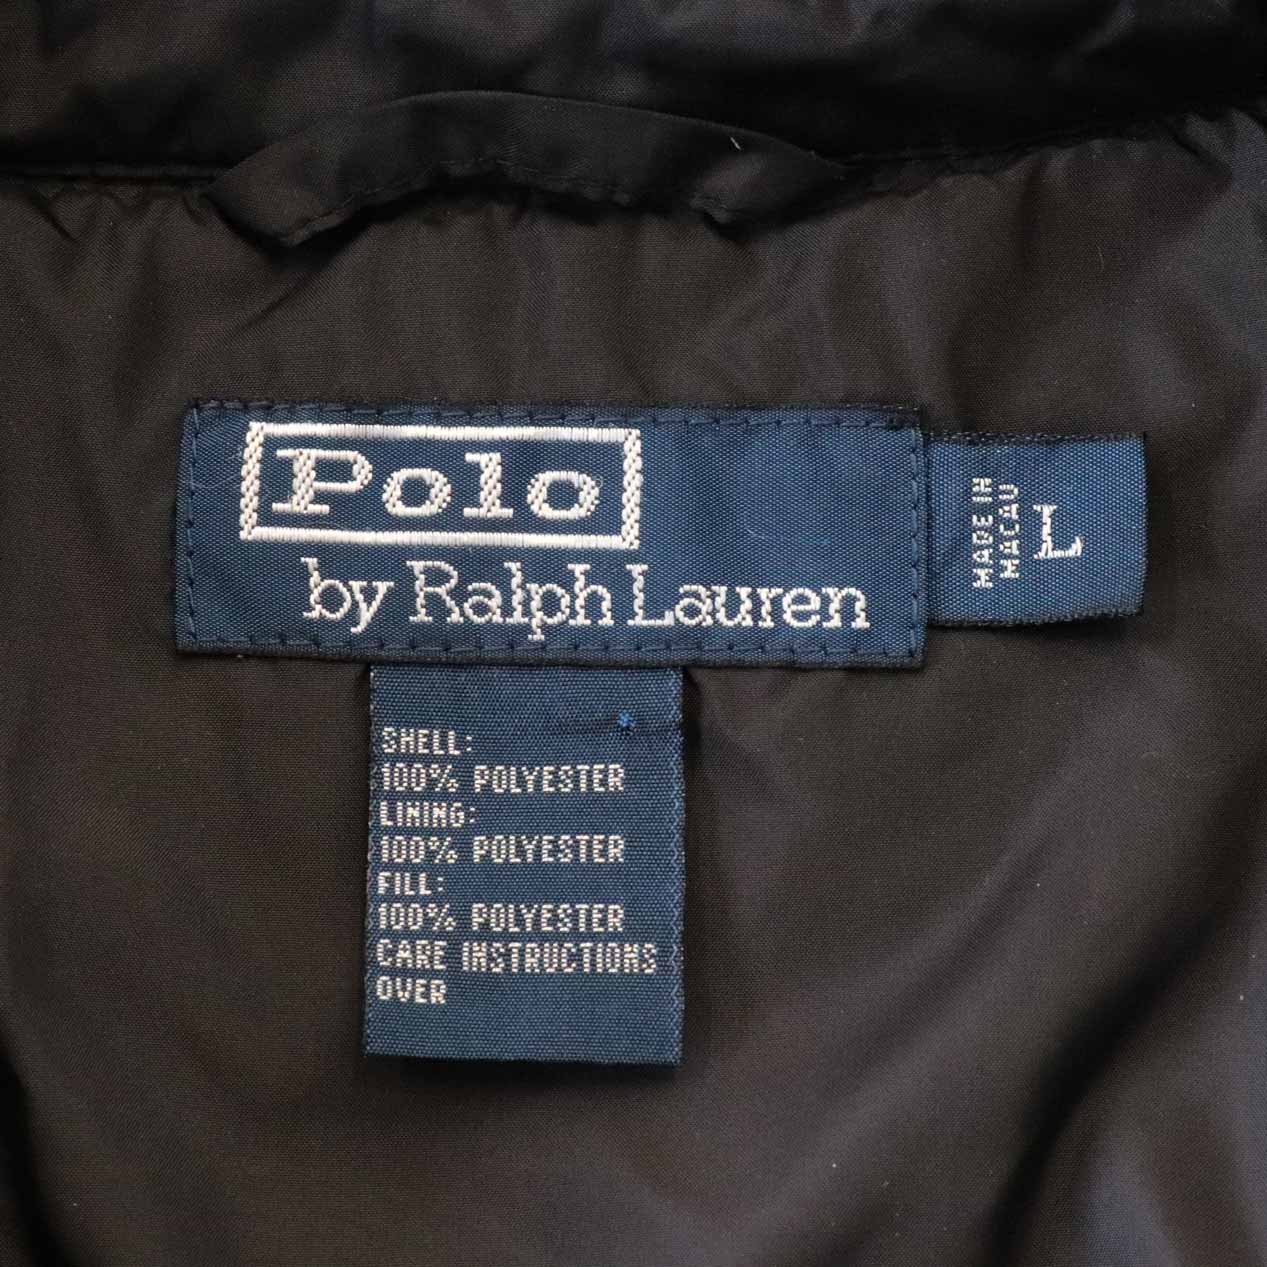 Polo
by Ralph Lauren
MADE IN
MACAU
L
SHELL:
100% POLYESTER
LINING:
100% POLYESTER
FILL:
100% POLYESTER
CARE INSTRUCTIONS
OVER